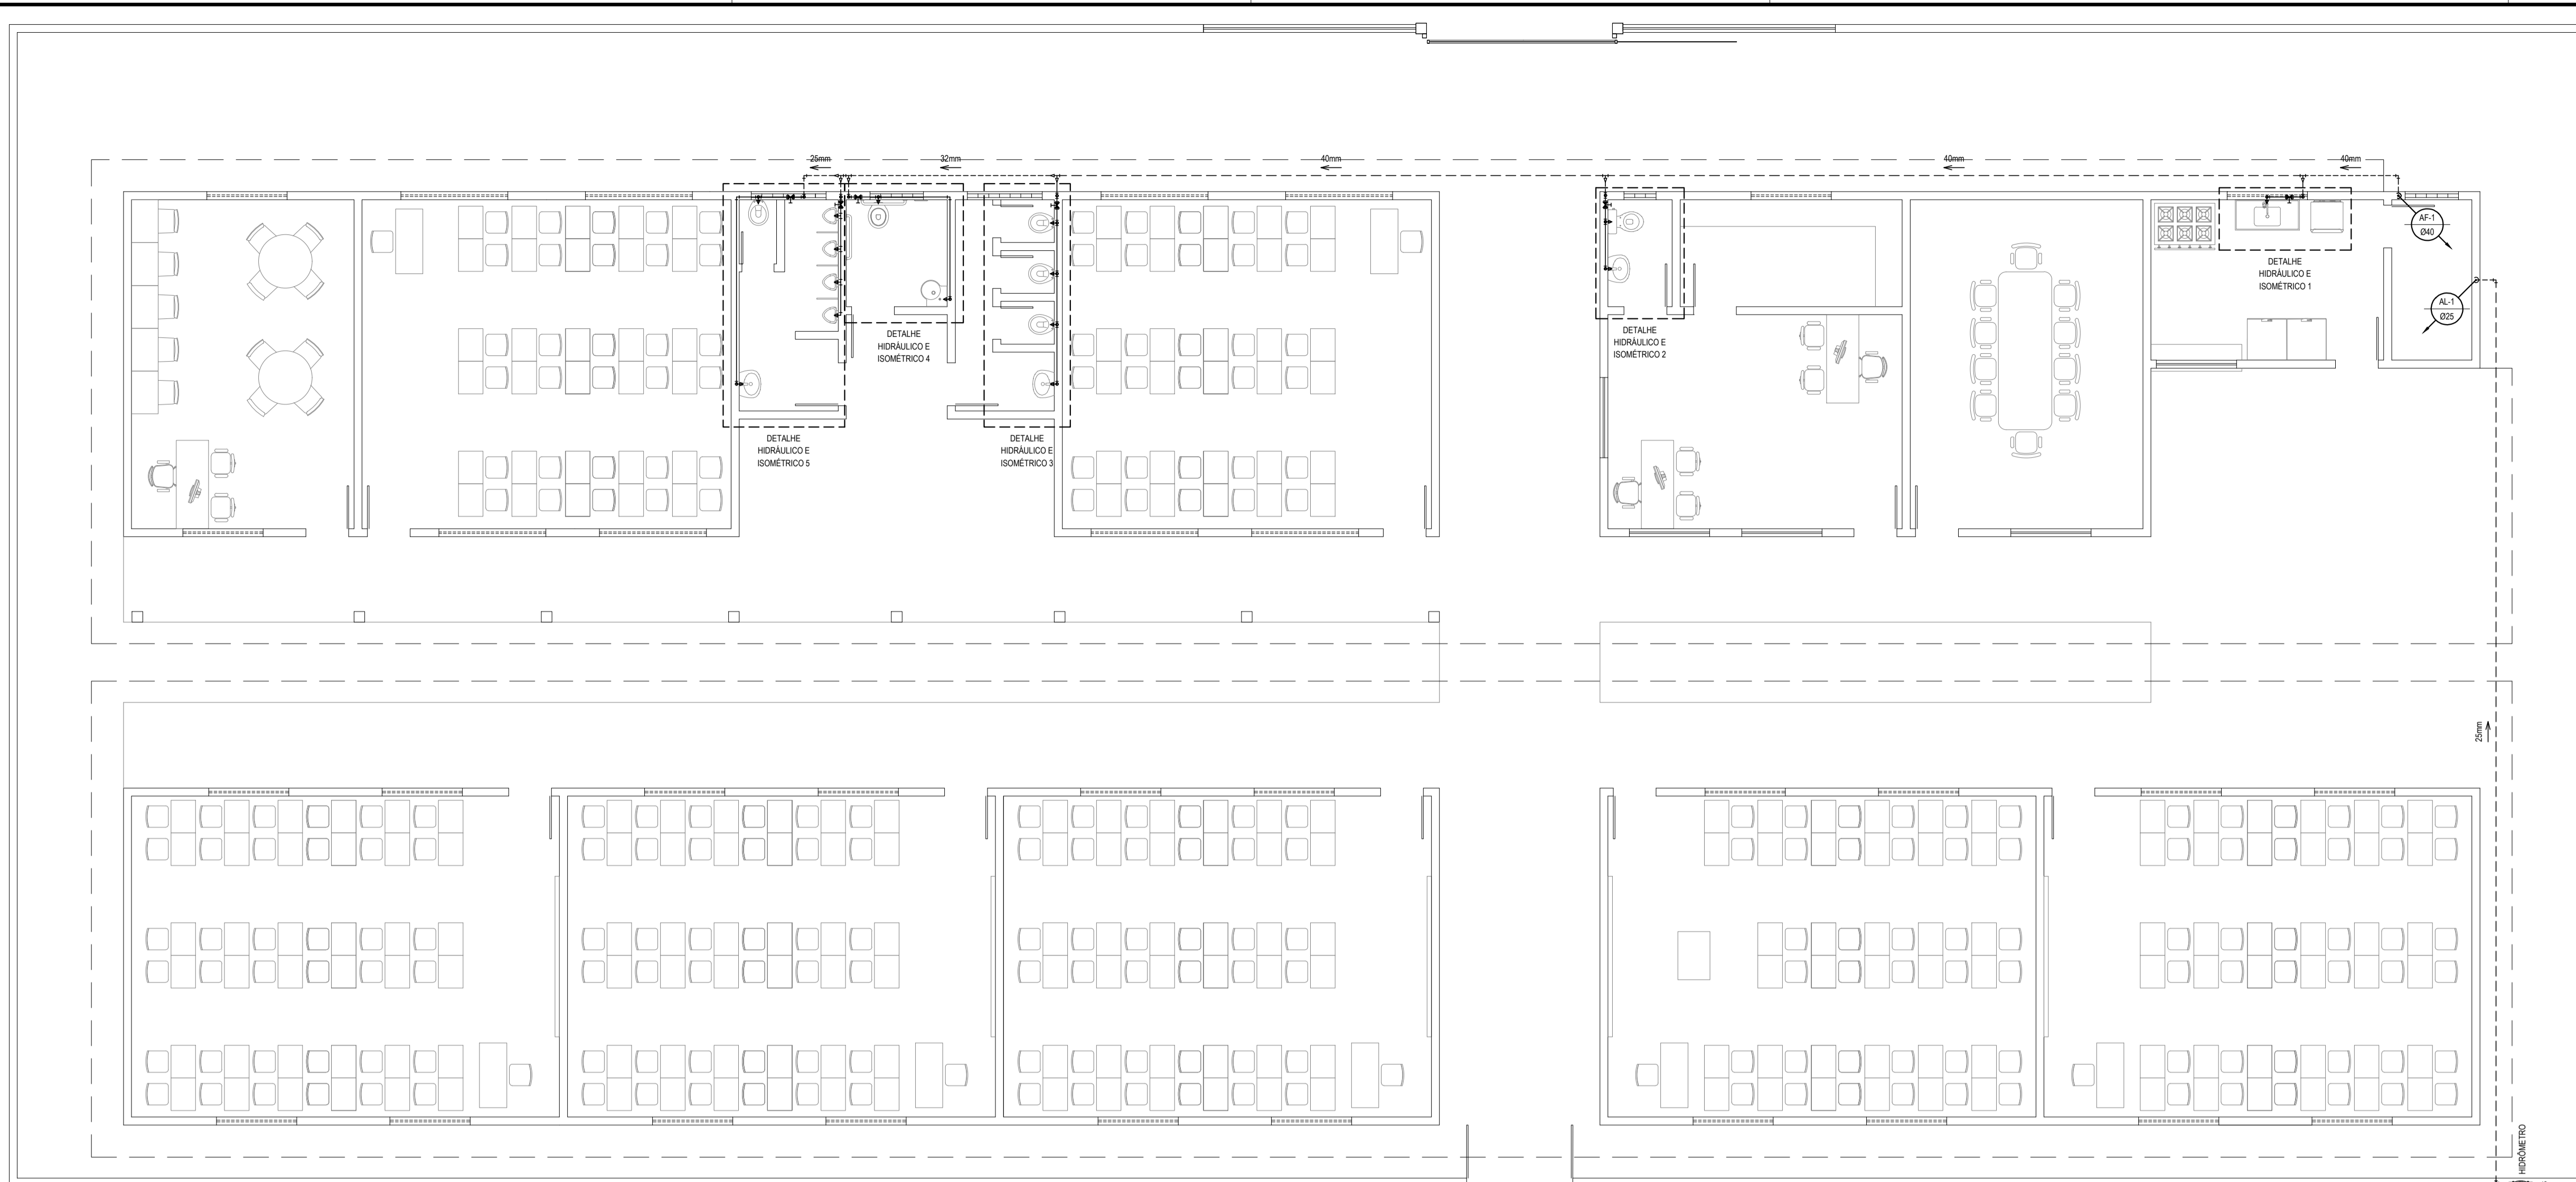 25mm
32mm
40mm
40mm
40mm
AF-1
Ø40
DETALHE
HIDRÁULICO E
ISOMÉTRICO 1
AL-1
Ø25
DETALHE
HIDRÁULICO E
ISOMÉTRICO 2
DETALHE
HIDRÁULICO E
ISOMÉTRICO 4
DETALHE
HIDRÁULICO E
ISOMÉTRICO 5
DETALHE
HIDRÁULICO E
ISOMÉTRICO 3
25mm
HIDRÔMETRO